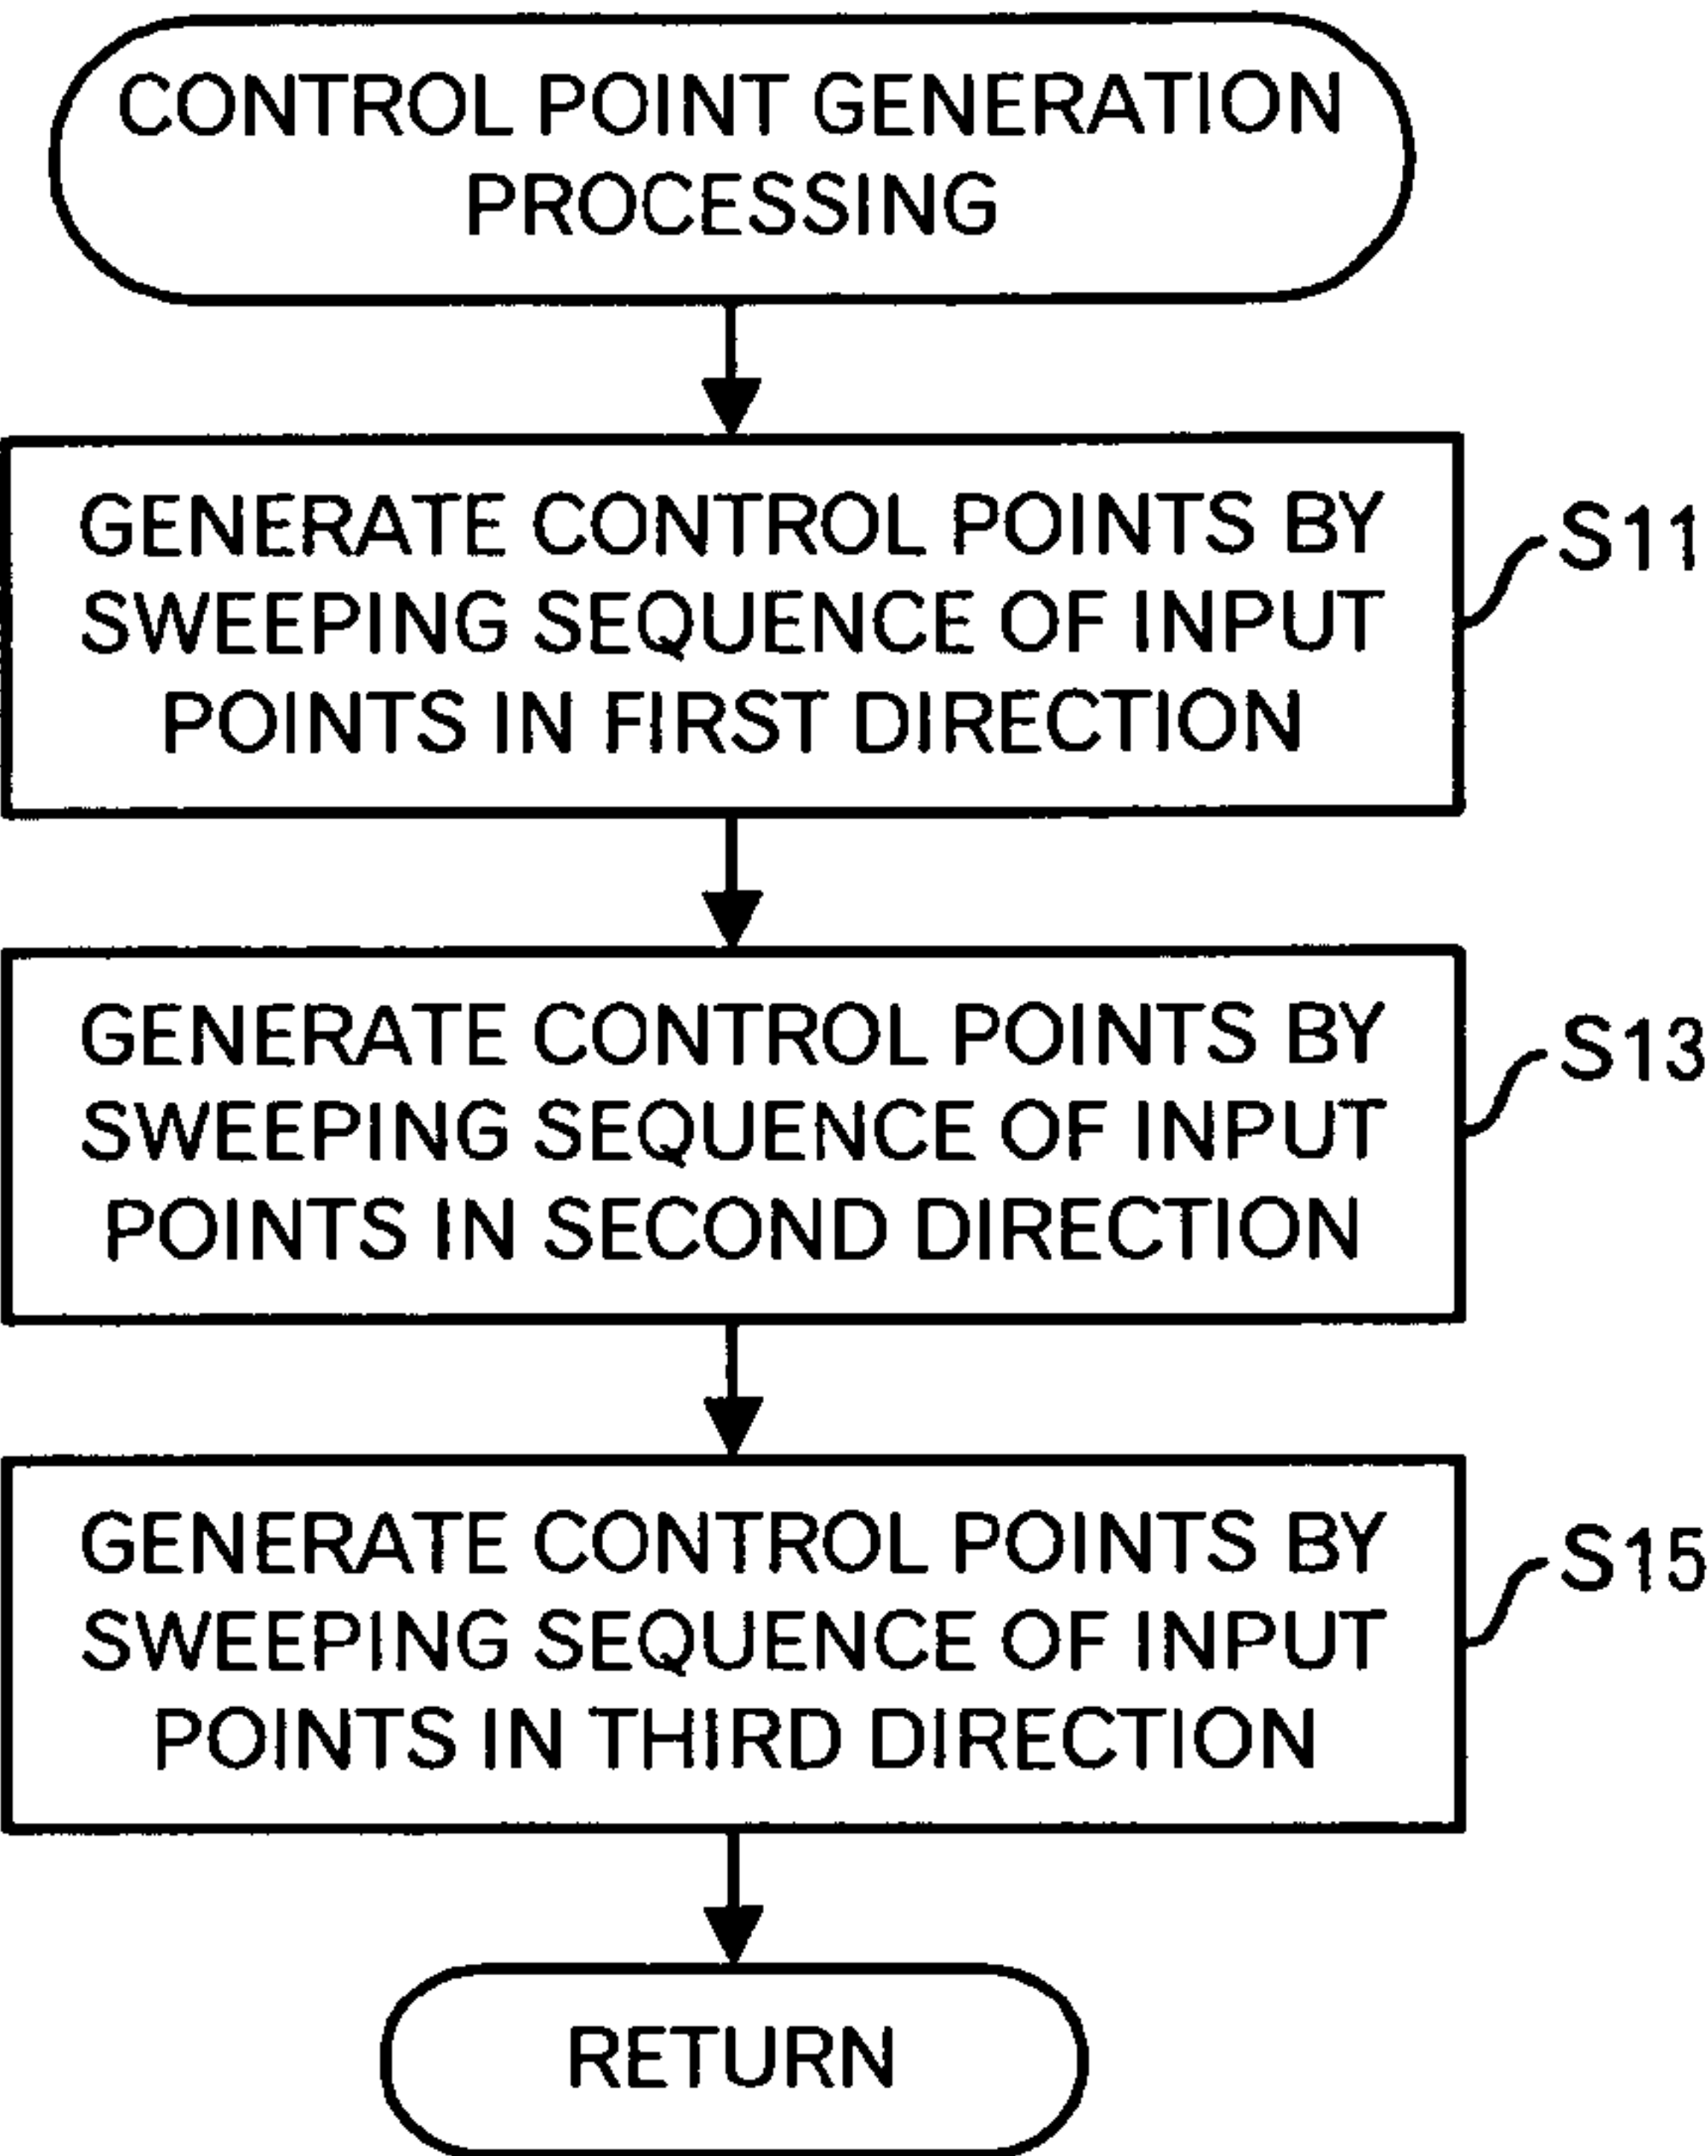 CONTROL POINT GENERATION
PROCESSING
GENERATE CONTROL POINTS BY
SWEEPING SEQUENCE OF INPUT
POINTS IN FIRST DIRECTION
S11
GENERATE CONTROL POINTS BY
SWEEPING SEQUENCE OF INPUT
POINTS IN SECOND DIRECTION
S13
GENERATE CONTROL POINTS BY
SWEEPING SEQUENCE OF INPUT
POINTS IN THIRD DIRECTION
S15
RETURN